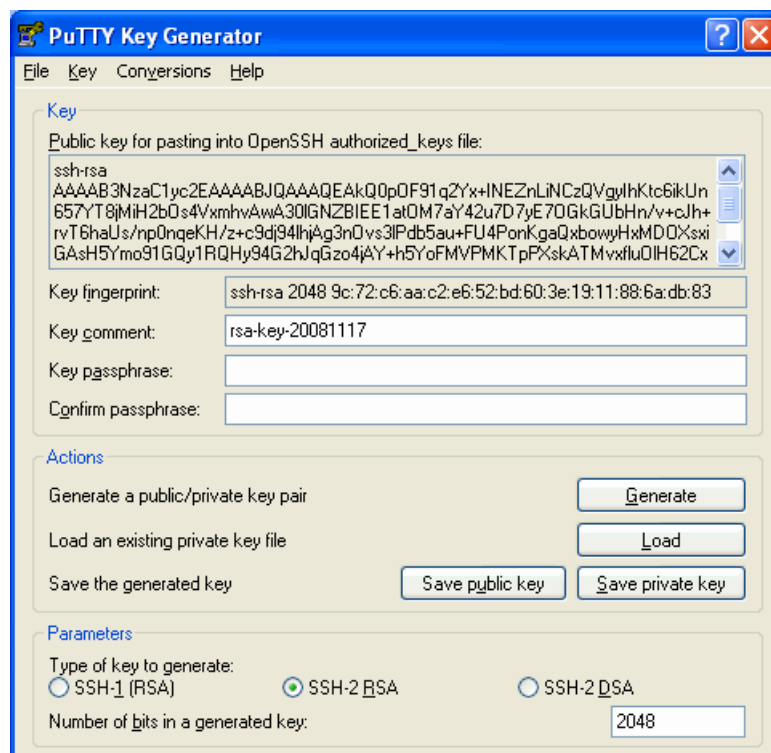 PuTTY Key Generator
File Key Conversions Help
Key
Public key for pasting into OpenSSH authorized_keys file:
ssh-rsa
AAAAB3NzaC1yc2EAAAABJQAAAQEAkQ0pOF91q2Yx+INEZnLiNCzQVgyIhKtc6ikUn
657YT8jMiH2bOs4VxmhvAwA30IGNZBIEE1atOM7aY42u7D7yE7OGkGUbHn/v+cJh+
rvT6haUs/np0nqeKH/z+c9dj94IhjAg3nOvs3IPdb5au+FU4PonKgaQxbowyHxMDOXsxi
GAsH5Ymo91GQy1RQHy94G2hJqGzo4jAY+h5YoFMVPMKTpPXskATMvxfluOIH62Cx
Key fingerprint:
ssh-rsa 2048 9c:72:c6:aa:c2:e6:52:bd:60:3e:19:11:88:6a:db:83
Key comment:
rsa-key-20081117
Key passphrase:
Confirm passphrase:
Actions
Generate a public/private key pair
Generate
Load an existing private key file
Load
Save the generated key
Save public key
Save private key
Parameters
Type of key to generate:
SSH-1 (RSA)
SSH-2 RSA
SSH-2 DSA
Number of bits in a generated key:
2048